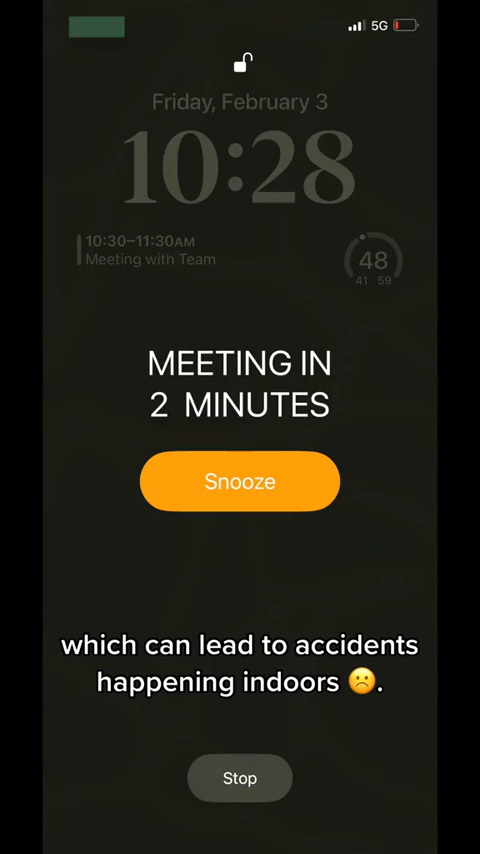 5G
Friday, February 3
10:28
10:30–11:30AM
Meeting with Team
48
41 59
MEETING IN
2 MINUTES
Snooze
which can lead to accidents
happening indoors ☹️.
Stop